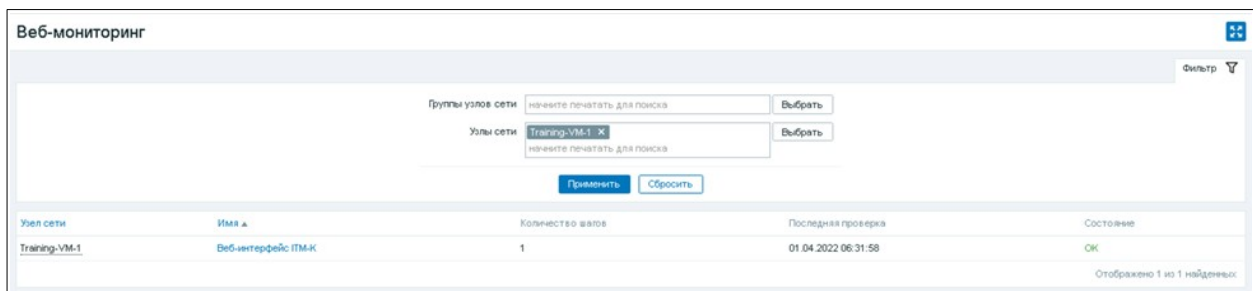 Веб-мониторинг
Фильтр
Группы узлов сети начните печатать для поиска Выбрать
Узлы сети Training-VM-1 × Выбрать
начните печатать для поиска
Применить Сбросить
Узел сети Имя ▲ Количество шагов Последняя проверка Состояние
Training-VM-1 Веб-интерфейс ITM-K 1 01.04.2022 06:31:58 ОК
Отображено 1 из 1 найденных